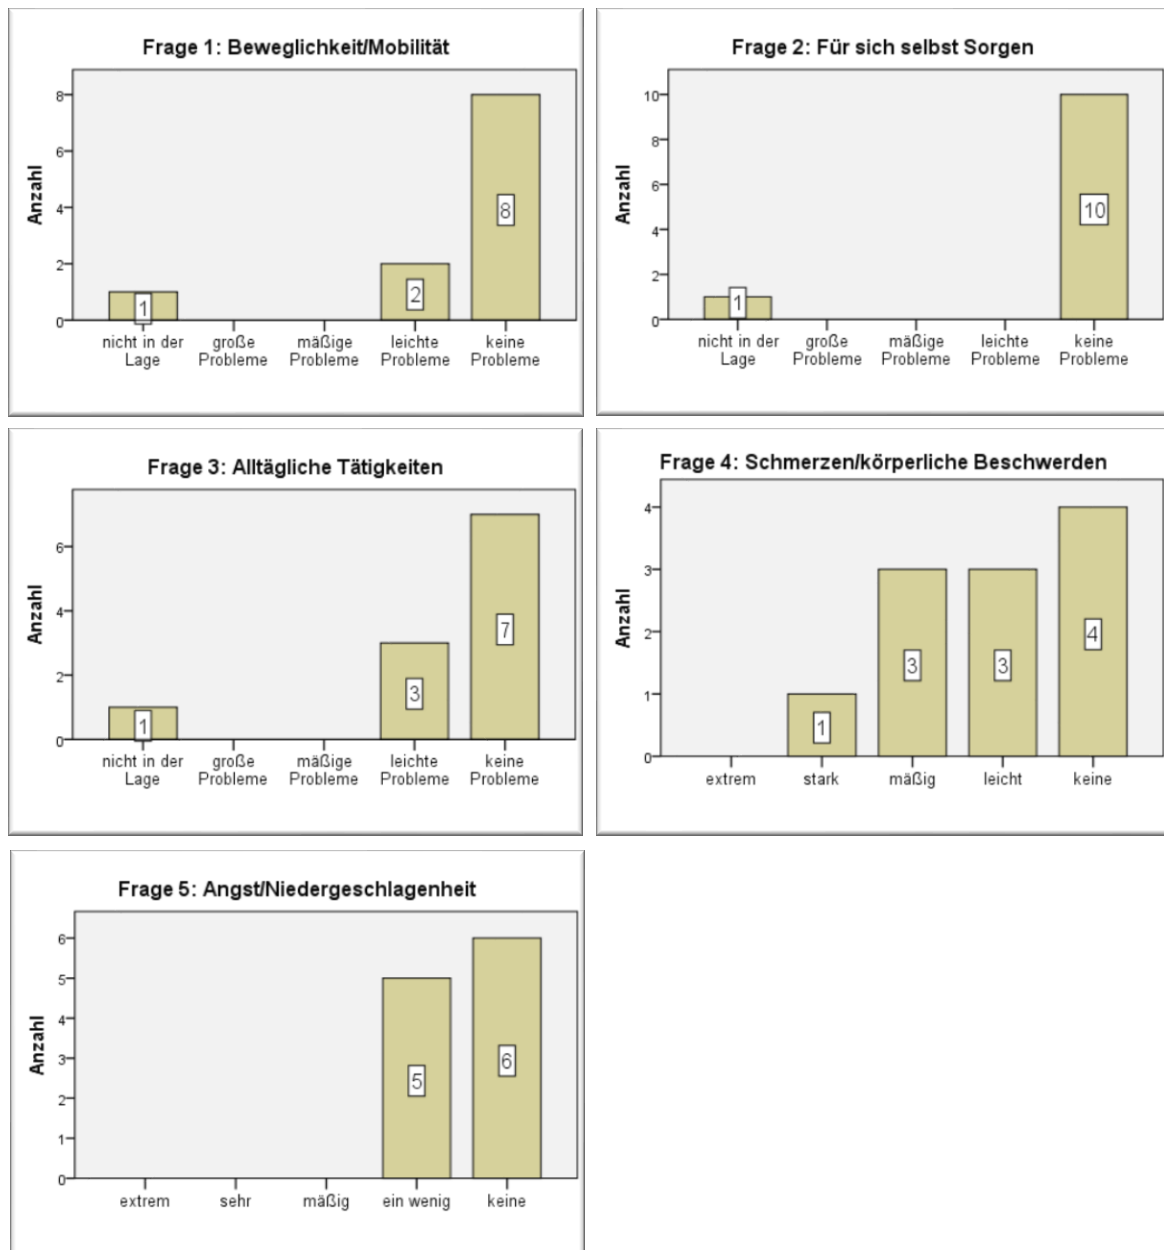 Frage 1: Beweglichkeit/Mobilität
Anzahl
8
6
4
2
0
1
2
8
nicht in der Lage
große Probleme
mäßige Probleme
leichte Probleme
keine Probleme
Frage 2: Für sich selbst Sorgen
Anzahl
10
8
6
4
2
0
1
10
nicht in der Lage
große Probleme
mäßige Probleme
leichte Probleme
keine Probleme
Frage 3: Alltägliche Tätigkeiten
Anzahl
6
4
2
0
1
3
7
nicht in der Lage
große Probleme
mäßige Probleme
leichte Probleme
keine Probleme
Frage 4: Schmerzen/körperliche Beschwerden
Anzahl
4
3
2
1
0
1
3
3
4
extrem
stark
mäßig
leicht
keine
Frage 5: Angst/Niedergeschlagenheit
Anzahl
6
5
4
3
2
1
0
5
6
extrem
sehr
mäßig
ein wenig
keine